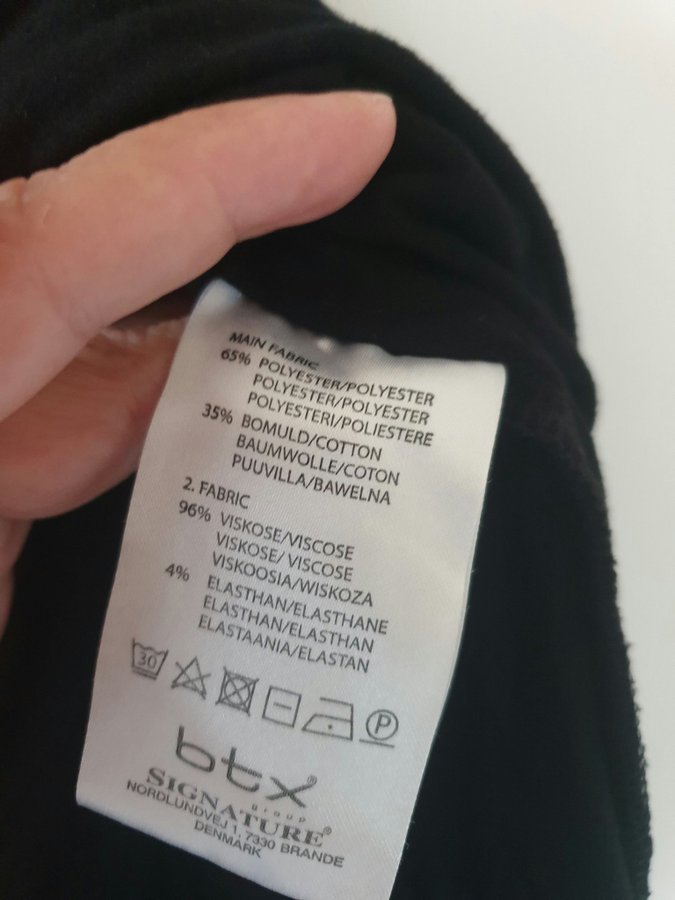 MAIN FABRIC
65% POLYESTER/POLYESTER
POLYESTER/POLYESTER
POLYESTERI/POLIESTERE
35% BOMULD/COTTON
BAUMWOLLE/COTON
PUUVILLA/BAWELNA
2. FABRIC
96% VISKOSE/VISCOSE
VISKOSE/ VISCOSE
VISKOOSIA/WISKOZA
4% ELASTHAN/ELASTHANE
ELASTHAN/ELASTHAN
ELASTAANIA/ELASTAN
30 P
btx®
group
SIGNATURE®
NORDLUNDVEJ 1, 7330 BRANDE
DENMARK